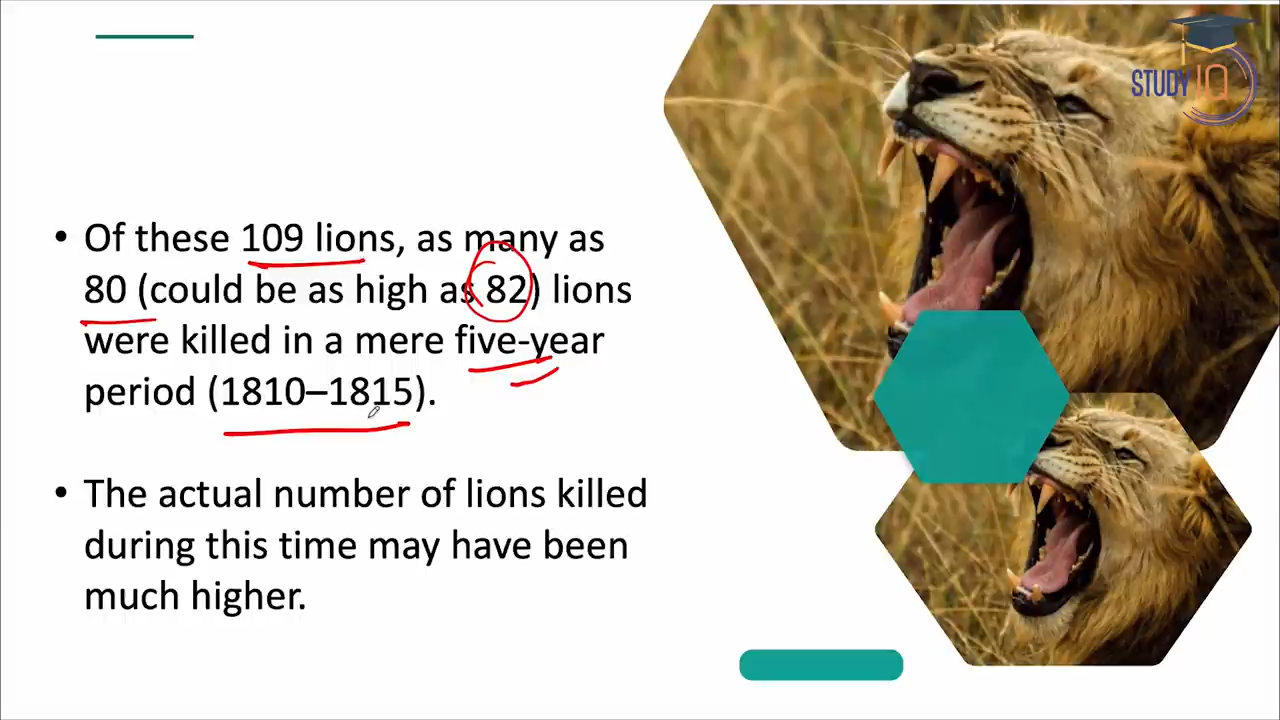 STUDY IQ
• Of these 109 lions, as many as
80 (could be as high as 82) lions
were killed in a mere five-year
period (1810–1815).
• The actual number of lions killed
during this time may have been
much higher.